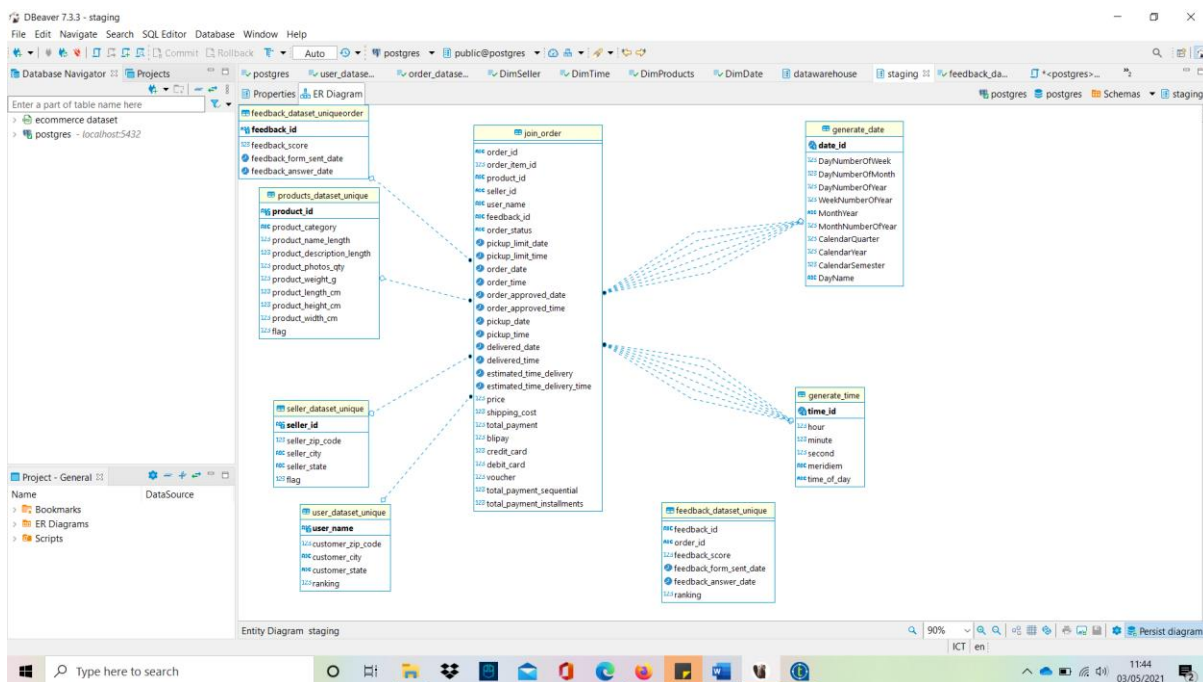 DBeaver 7.3.3 - staging
File Edit Navigate Search SQL Editor Database Window Help
Commit Rollback Auto postgres public@postgres
Database Navigator Projects
Enter a part of table name here
ecommerce dataset
postgres - localhost:5432
postgres user_datase... order_datase... DimSeller DimTime DimProducts DimDate datawarehouse staging feedback_da... *<postgres>... 2
Properties ER Diagram postgres postgres Schemas staging
feedback_dataset_uniqueorder
feedback_id
feedback_score
feedback_form_sent_date
feedback_answer_date
products_dataset_unique
product_id
product_category
product_name_length
product_description_length
product_photos_qty
product_weight_g
product_length_cm
product_height_cm
product_width_cm
flag
seller_dataset_unique
seller_id
seller_zip_code
seller_city
seller_state
flag
user_dataset_unique
user_name
customer_zip_code
customer_city
customer_state
ranking
join_order
order_id
order_item_id
product_id
seller_id
user_name
feedback_id
order_status
pickup_limit_date
pickup_limit_time
order_date
order_time
order_approved_date
order_approved_time
pickup_date
pickup_time
delivered_date
delivered_time
estimated_time_delivery
estimated_time_delivery_time
price
shipping_cost
total_payment
blipay
credit_card
debit_card
voucher
total_payment_sequential
total_payment_installments
generate_date
date_id
DayNumberOfWeek
DayNumberOfMonth
DayNumberOfYear
WeekNumberOfYear
MonthYear
MonthNumberOfYear
CalendarQuarter
CalendarYear
CalendarSemester
DayName
generate_time
time_id
hour
minute
second
meridiem
time_of_day
feedback_dataset_unique
feedback_id
order_id
feedback_score
feedback_form_sent_date
feedback_answer_date
ranking
Project - General
Name DataSource
Bookmarks
ER Diagrams
Scripts
Entity Diagram staging 90% Persist diagram
ICT en
Type here to search
11:44
03/05/2021